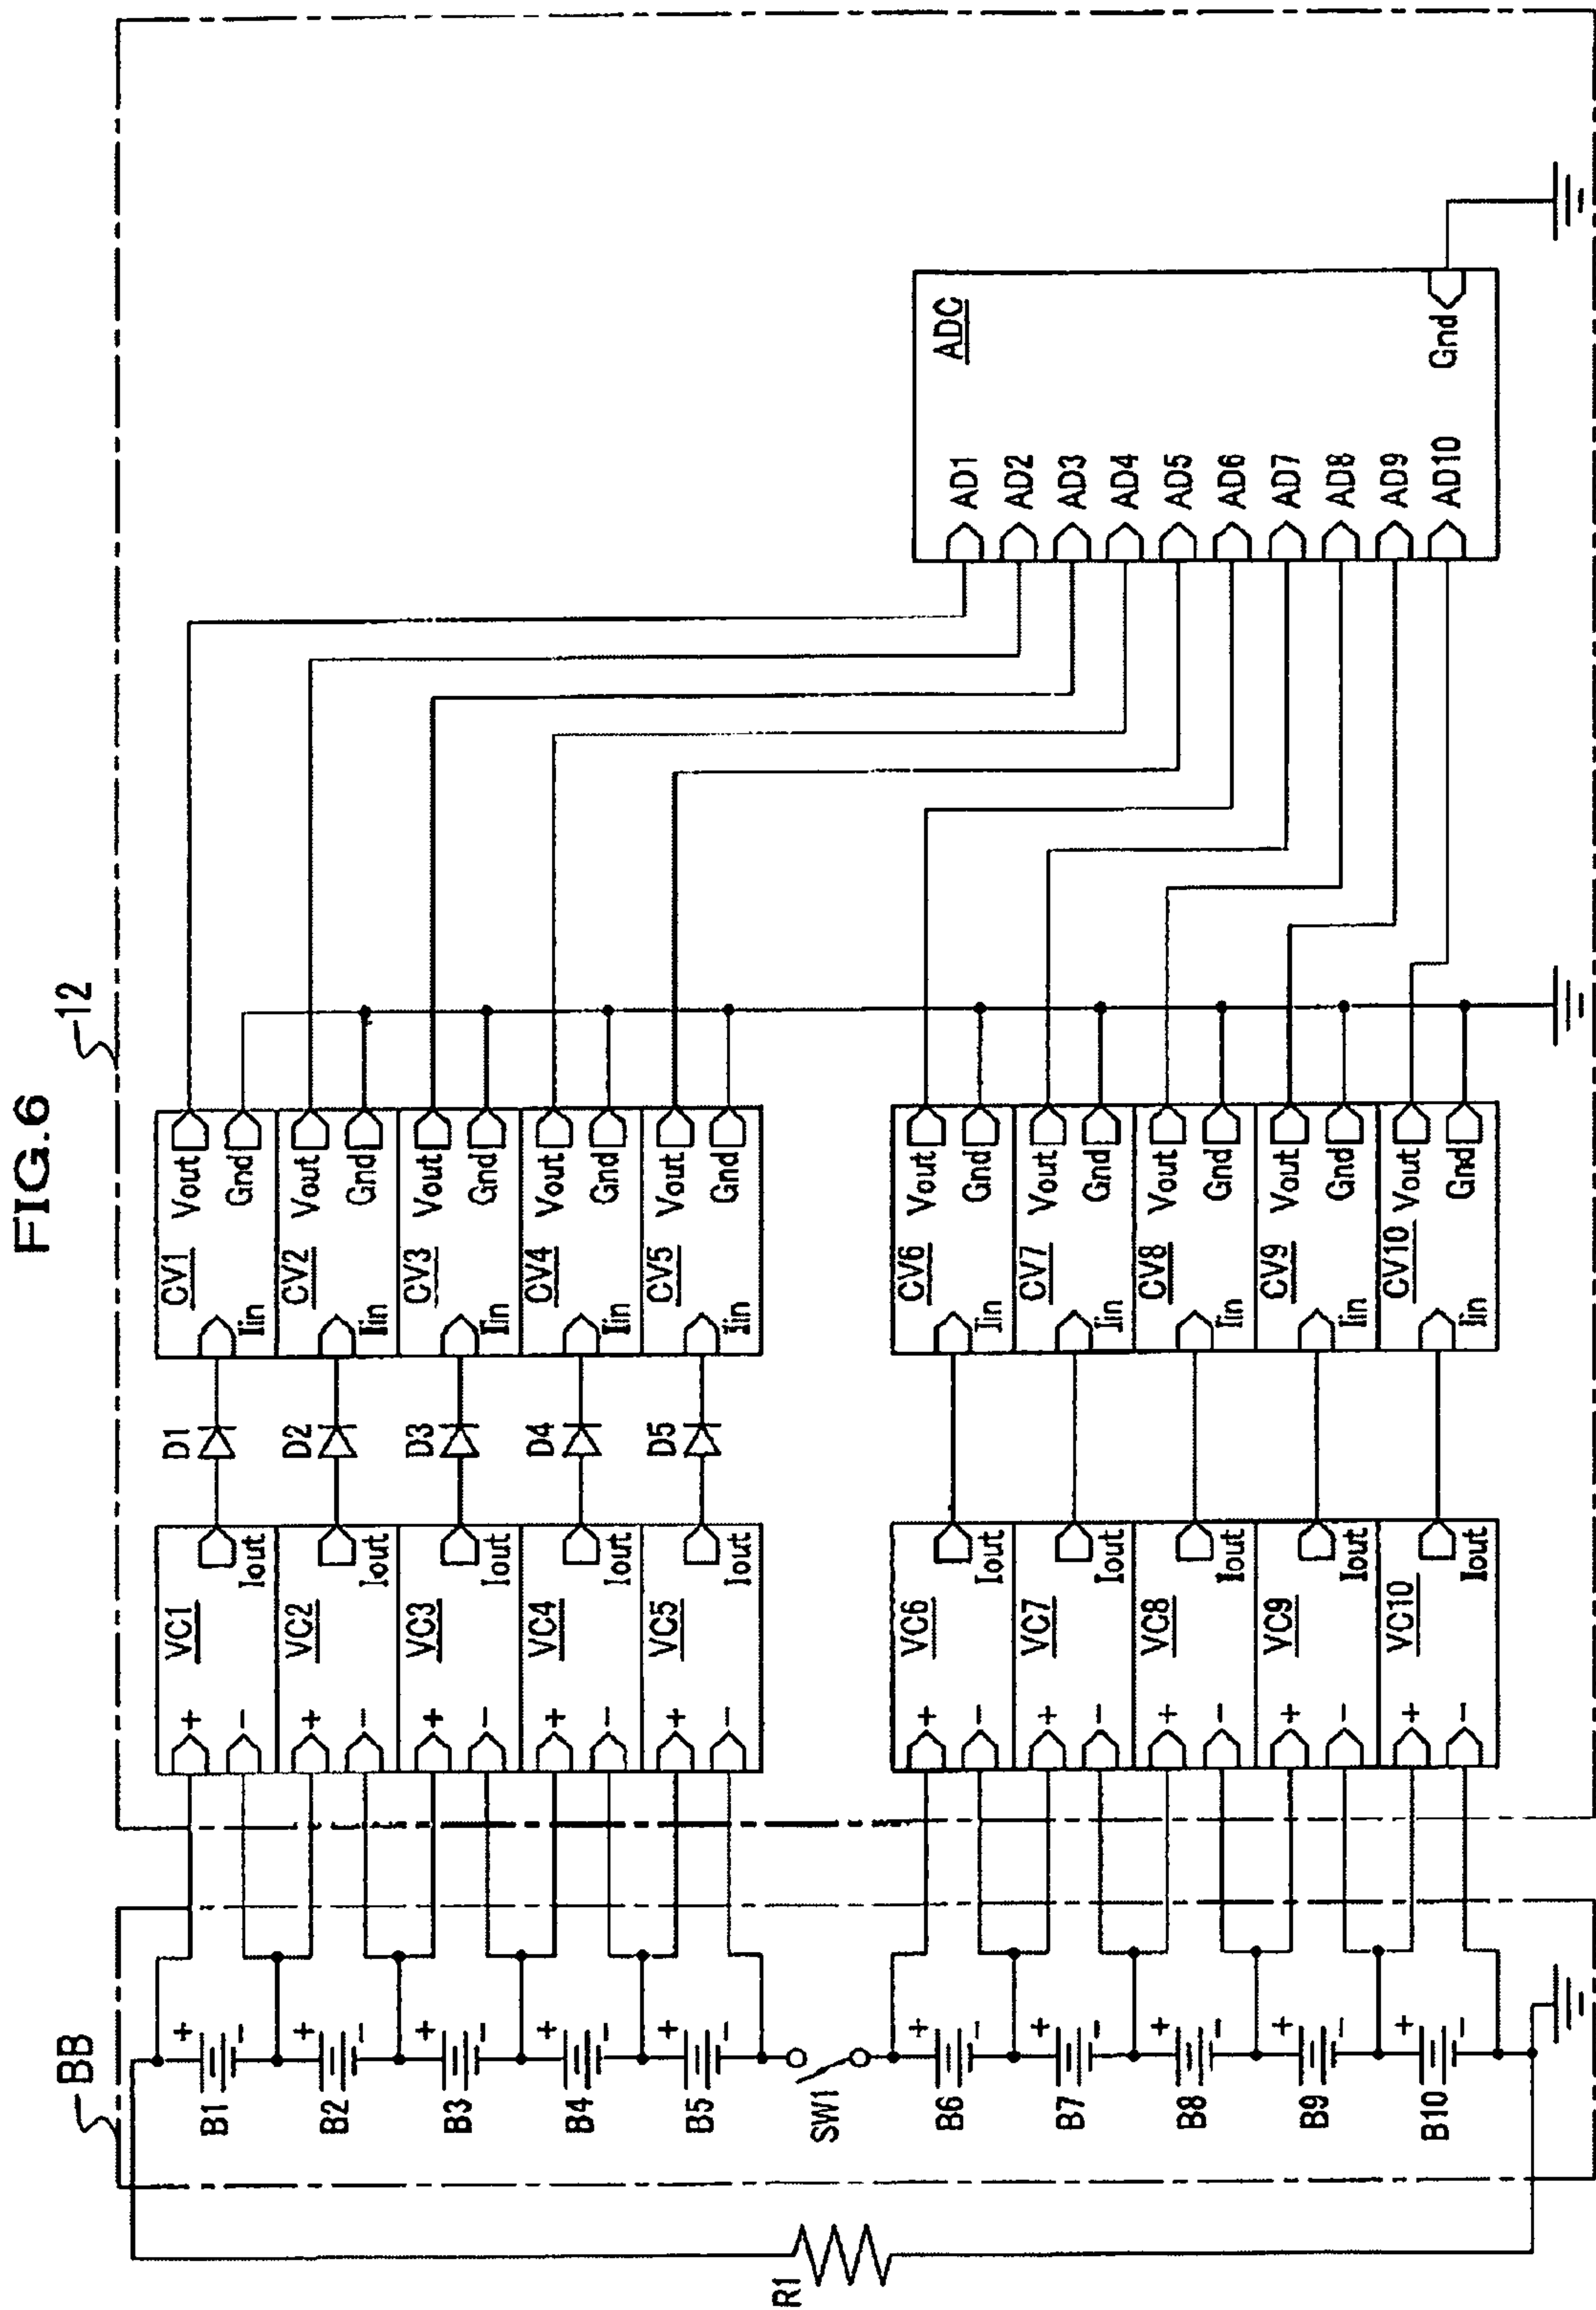 FIG.6
12
BB
R1
B1
+
-
B2
+
-
B3
+
-
B4
+
-
B5
+
-
SW1
B6
+
-
B7
+
-
B8
+
-
B9
+
-
B10
+
-
VC1
+
-
Iout
VC2
+
-
Iout
VC3
+
-
Iout
VC4
+
-
Iout
VC5
+
-
Iout
VC6
+
-
Iout
VC7
+
-
Iout
VC8
+
-
Iout
VC9
+
-
Iout
VC10
+
-
Iout
D1
D2
D3
D4
D5
CV1
Iin
Vout
Gnd
CV2
Iin
Vout
Gnd
CV3
Iin
Vout
Gnd
CV4
Iin
Vout
Gnd
CV5
Iin
Vout
Gnd
CV6
Iin
Vout
Gnd
CV7
Iin
Vout
Gnd
CV8
Iin
Vout
Gnd
CV9
Iin
Vout
Gnd
CV10
Iin
Vout
Gnd
ADC
AD1
AD2
AD3
AD4
AD5
AD6
AD7
AD8
AD9
AD10
Gnd